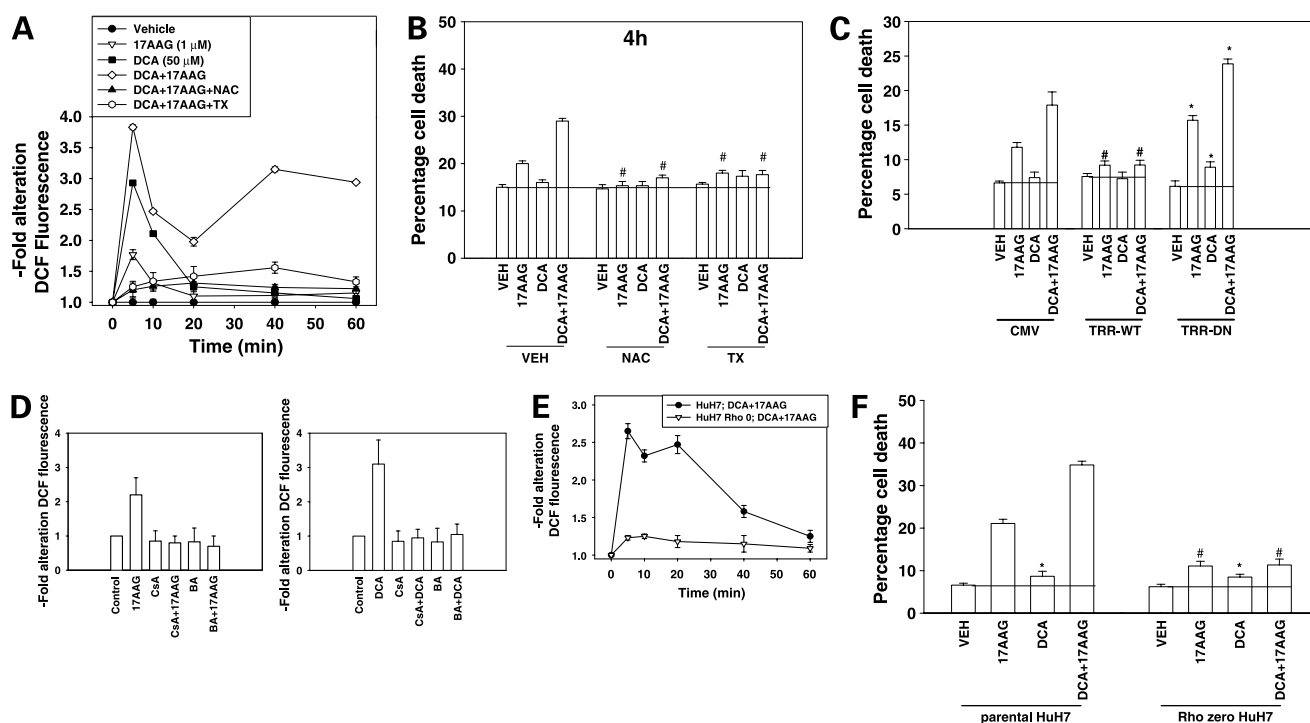 A
Vehicle
17AAG (1 μM)
DCA (50 μM)
DCA+17AAG
DCA+17AAG+NAC
DCA+17AAG+TX
-Fold alteration
DCF Fluorescence
4.0
3.5
3.0
2.5
2.0
1.5
1.0
0 10 20 30 40 50 60
Time (min)
B
4h
Percentage cell death
50
40
30
20
10
0
# # # #
VEH 17AAG DCA DCA+17AAG VEH 17AAG DCA DCA+17AAG VEH 17AAG DCA DCA+17AAG
VEH NAC TX
C
Percentage cell death
30
25
20
15
10
5
0
# # * * *
VEH 17AAG DCA DCA+17AAG VEH 17AAG DCA DCA+17AAG VEH 17AAG DCA DCA+17AAG
CMV TRR-WT TRR-DN
D
-Fold alteration DCF flourescence
4
3
2
1
0
Control 17AAG CsA CsA+17AAG BA BA+17AAG
-Fold alteration DCF flourescence
4
3
2
1
0
Control DCA CsA CsA+DCA BA BA+DCA
E
HuH7; DCA+17AAG
HuH7 Rho 0; DCA+17AAG
-Fold alteration
DCF flourescence
3.0
2.5
2.0
1.5
1.0
0 10 20 30 40 50 60
Time (min)
F
Percentage cell death
50
40
30
20
10
0
* # * #
VEH 17AAG DCA DCA+17AAG VEH 17AAG DCA DCA+17AAG
parental HuH7 Rho zero HuH7